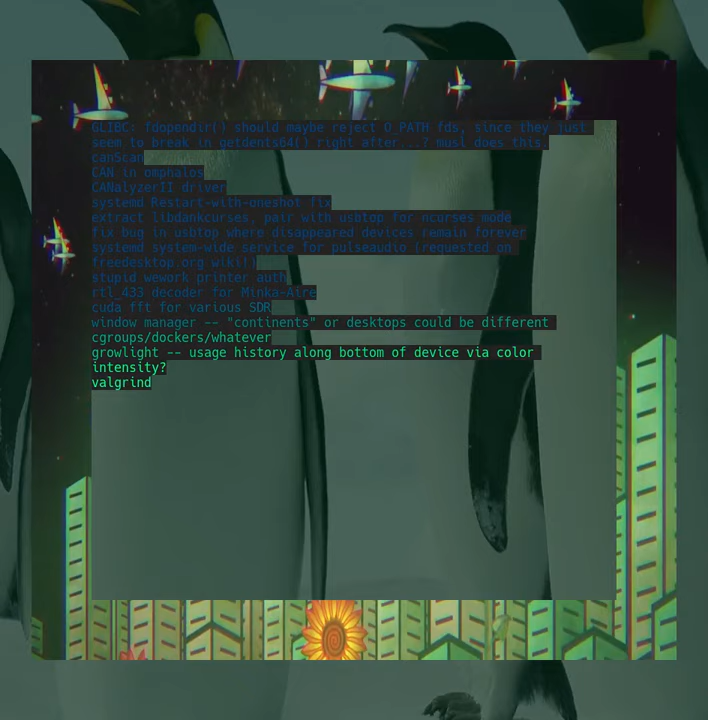 GLIBC: fdopendir() should maybe reject O_PATH fds, since they just
seem to break in getdents64() right after...? musl does this.
canScan
CAN in omphalos
CANalyzerII driver
systemd Restart-with-oneshot fix
extract libdankcurses, pair with usbtop for ncurses mode
fix bug in usbtop where disappeared devices remain forever
systemd system-wide service for pulseaudio (requested on
freedesktop.org wiki!)
stupid wework printer auth
rtl_433 decoder for Minka-Aire
cuda fft for various SDR
window manager -- "continents" or desktops could be different
cgroups/dockers/whatever
growlight -- usage history along bottom of device via color
intensity?
valgrind